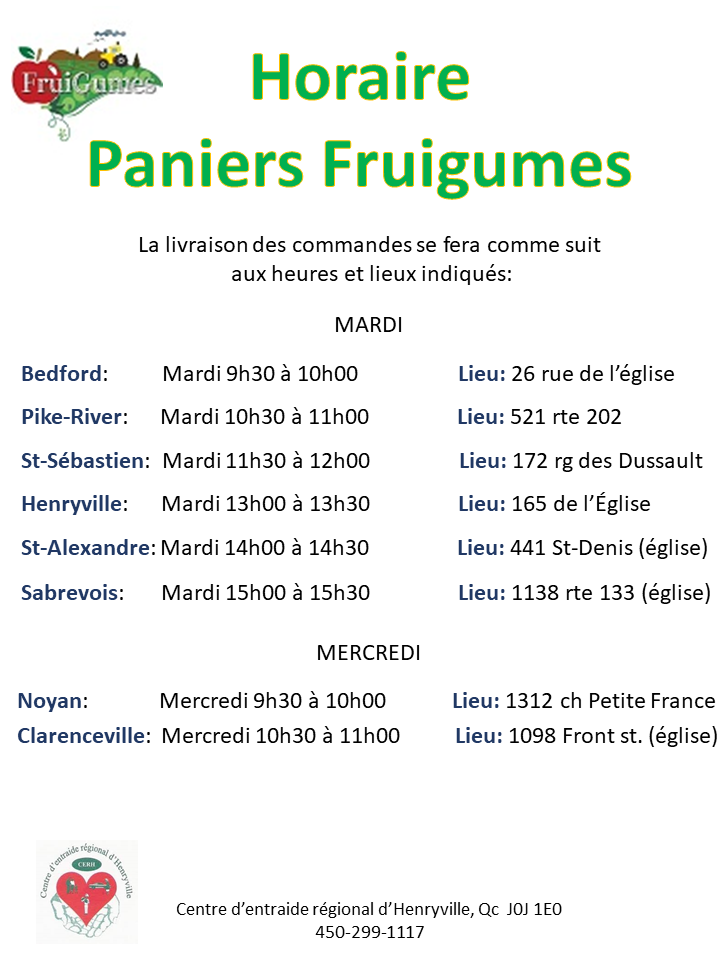 FruiGumes
Horaire
Paniers Fruigumes
La livraison des commandes se fera comme suit
aux heures et lieux indiqués:
MARDI
Bedford: Mardi 9h30 à 10h00 Lieu: 26 rue de l’église
Pike-River: Mardi 10h30 à 11h00 Lieu: 521 rte 202
St-Sébastien: Mardi 11h30 à 12h00 Lieu: 172 rg des Dussault
Henryville: Mardi 13h00 à 13h30 Lieu: 165 de l’Église
St-Alexandre: Mardi 14h00 à 14h30 Lieu: 441 St-Denis (église)
Sabrevois: Mardi 15h00 à 15h30 Lieu: 1138 rte 133 (église)
MERCREDI
Noyan: Mercredi 9h30 à 10h00 Lieu: 1312 ch Petite France
Clarenceville: Mercredi 10h30 à 11h00 Lieu: 1098 Front st. (église)
Centre d'entraide régional d'Henryville
CERH
Centre d’entraide régional d’Henryville, Qc J0J 1E0
450-299-1117